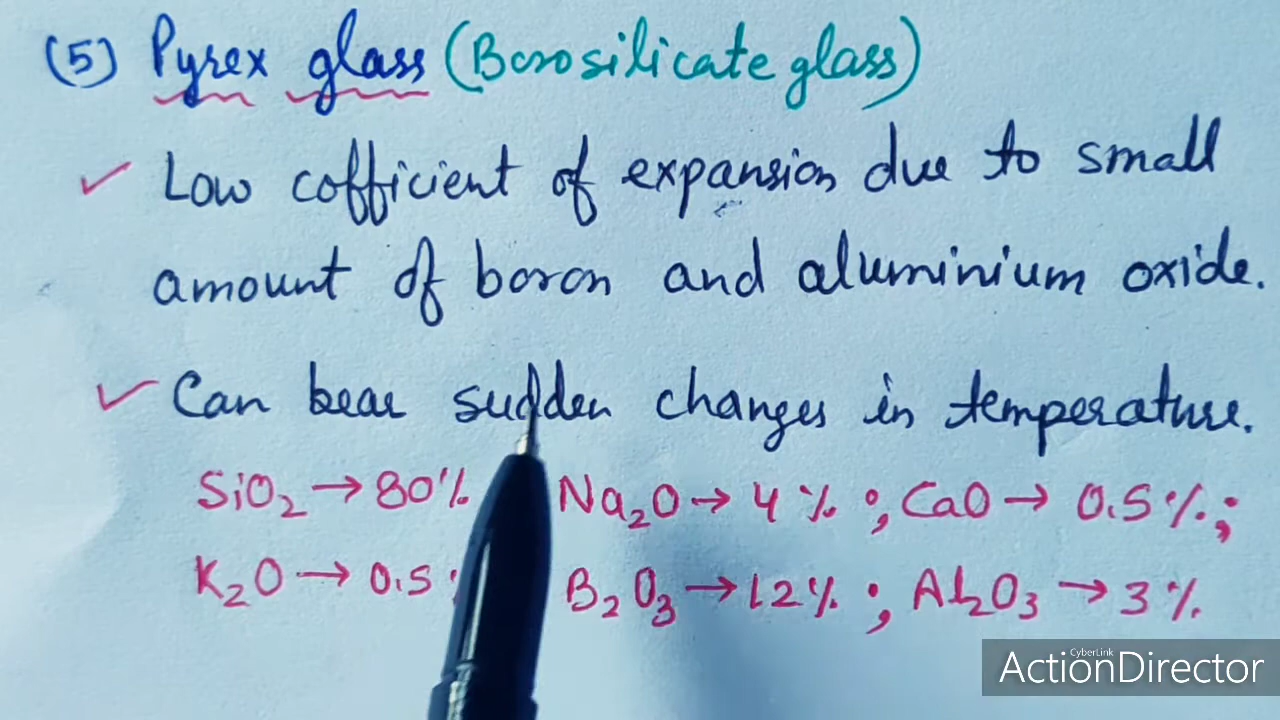 (5) Pyrex glass (Borosilicate glass)
✓ Low cofficient of expansion due to small
amount of boron and aluminium oxide.
✓ Can bear sudden changes in temperature.
SiO₂ → 80% Na₂O → 4%; CaO → 0.5%;
K₂O → 0.5 B₂O₃ → 12%; Al₂O₃ → 3%
CyberLink
ActionDirector